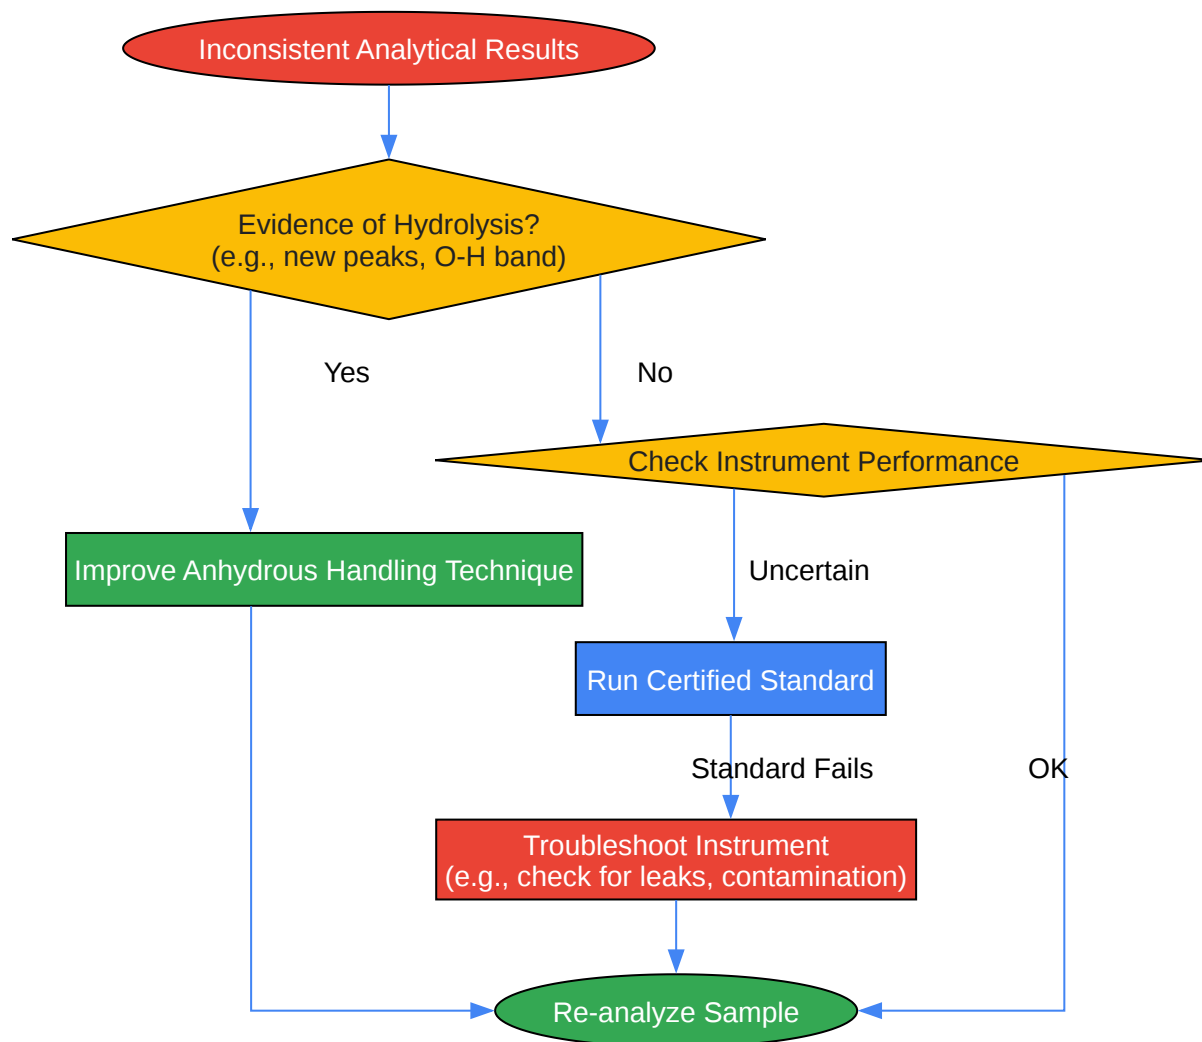 Inconsistent Analytical Results
Evidence of Hydrolysis?
(e.g., new peaks, O-H band)
Yes
No
Check Instrument Performance
Improve Anhydrous Handling Technique
Uncertain
Run Certified Standard
Standard Fails
OK
Troubleshoot Instrument
(e.g., check for leaks, contamination)
Re-analyze Sample